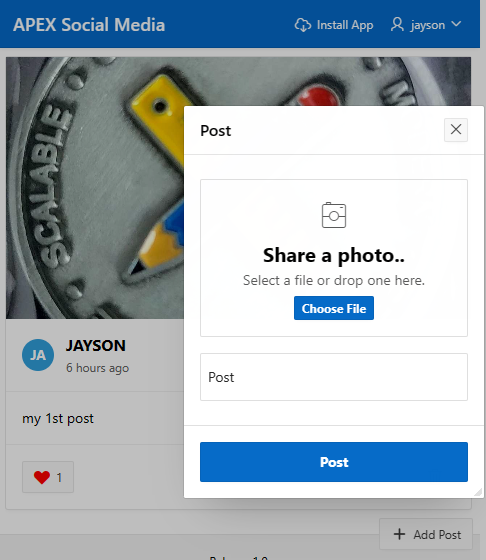 APEX Social Media
Install App
jayson
SCALABLE
Post
Share a photo..
Select a file or drop one here.
Choose File
Post
Post
JA
JAYSON
6 hours ago
my 1st post
1
Add Post